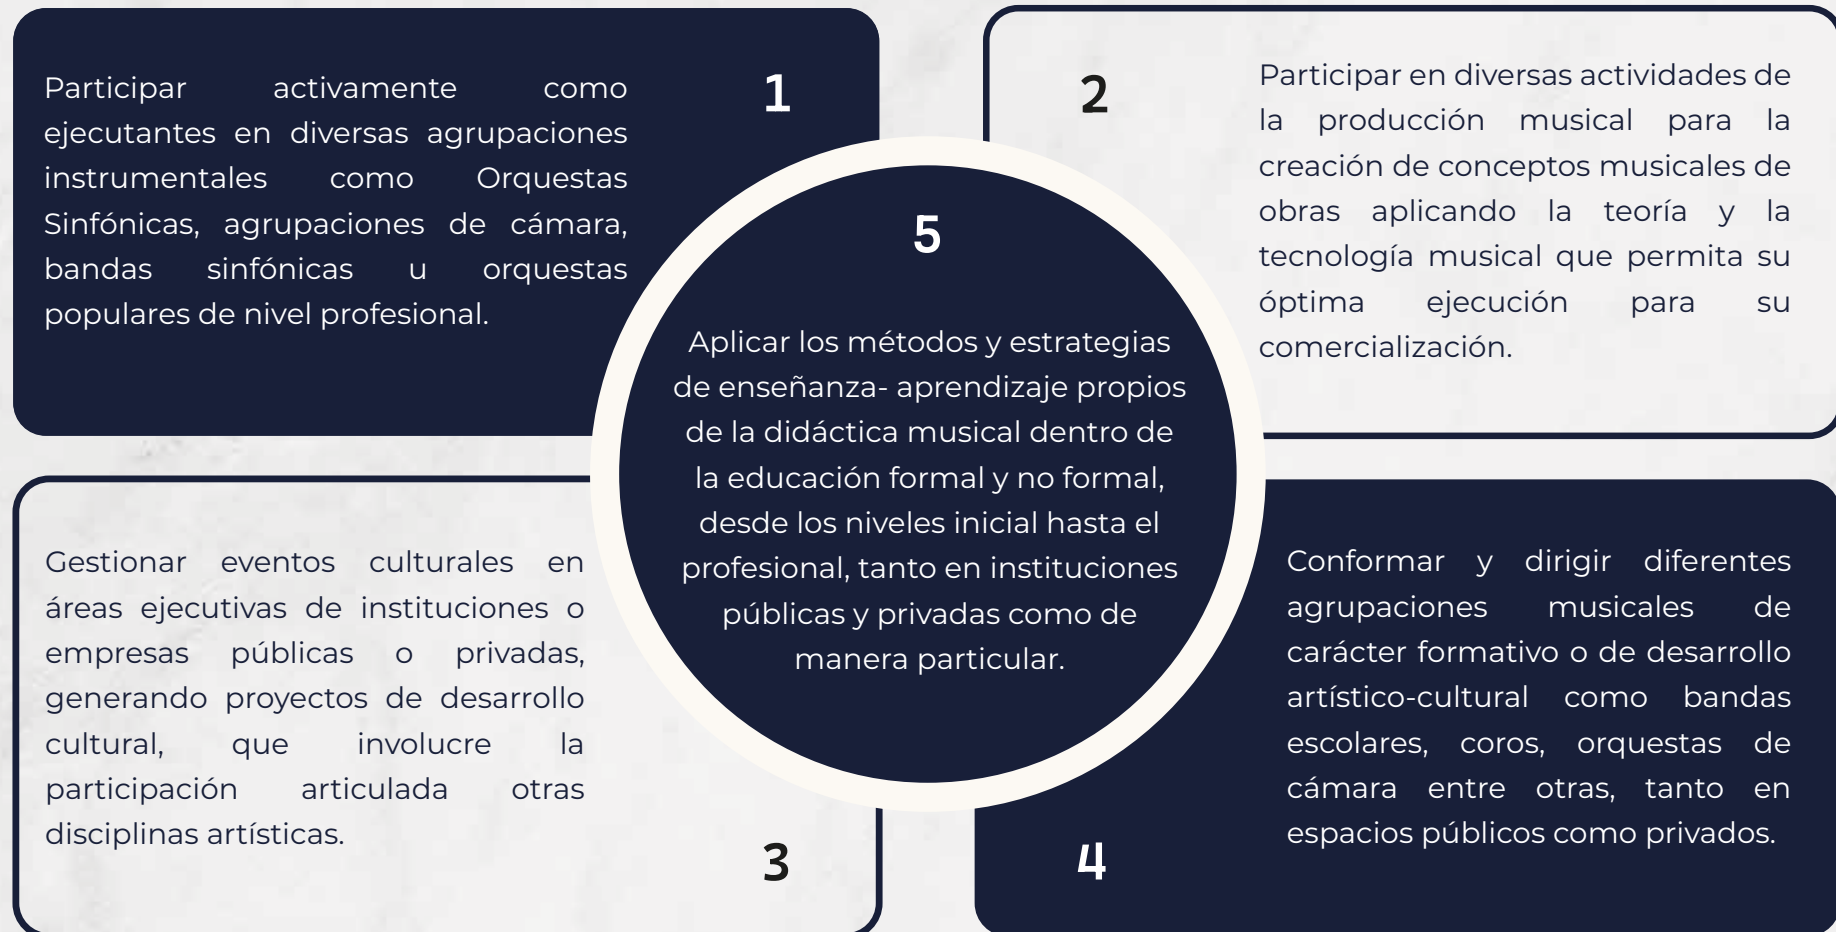 1
Participar activamente como
ejecutantes en diversas agrupaciones
instrumentales como Orquestas
Sinfónicas, agrupaciones de cámara,
bandas sinfónicas u orquestas
populares de nivel profesional.
2
Participar en diversas actividades de
la producción musical para la
creación de conceptos musicales de
obras aplicando la teoría y la
tecnología musical que permita su
óptima ejecución para su
comercialización.
3
Gestionar eventos culturales en
áreas ejecutivas de instituciones o
empresas públicas o privadas,
generando proyectos de desarrollo
cultural, que involucre la
participación articulada otras
disciplinas artísticas.
4
Conformar y dirigir diferentes
agrupaciones musicales de
carácter formativo o de desarrollo
artístico-cultural como bandas
escolares, coros, orquestas de
cámara entre otras, tanto en
espacios públicos como privados.
5
Aplicar los métodos y estrategias
de enseñanza- aprendizaje propios
de la didáctica musical dentro de
la educación formal y no formal,
desde los niveles inicial hasta el
profesional, tanto en instituciones
públicas y privadas como de
manera particular.